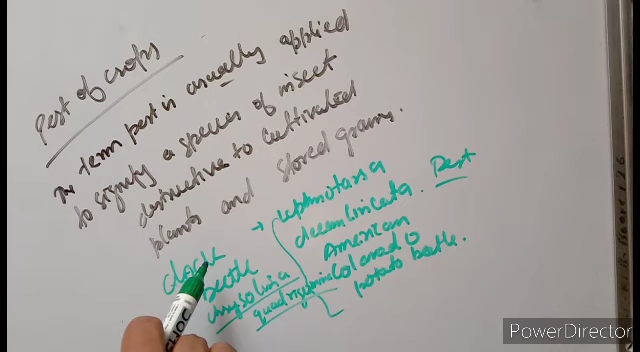 Pest of crops
The term pest is usually applied
to signify a species of insect
destructive to cultivated
plants and stored grains.
→ leptinotarsa
decemlineata. Pest
American
Colorado
potato beetle.
beetle
chrysolina
PowerDirector